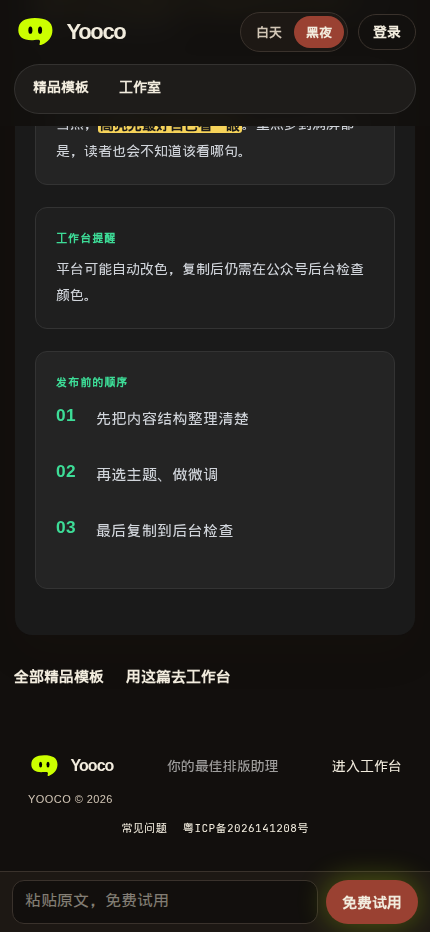 Yooco
白天 黑夜 登录
精品模板 工作室
是，读者也会不知道该看哪句。
工作台提醒
平台可能自动改色，复制后仍需在公众号后台检查
颜色。
发布前的顺序
01 先把内容结构整理清楚
02 再选主题、做微调
03 最后复制到后台检查
全部精品模板 用这篇去工作台
Yooco 你的最佳排版助理 进入工作台
YOOCO © 2026
常见问题 粤ICP备2026141208号
粘贴原文，免费试用 免费试用